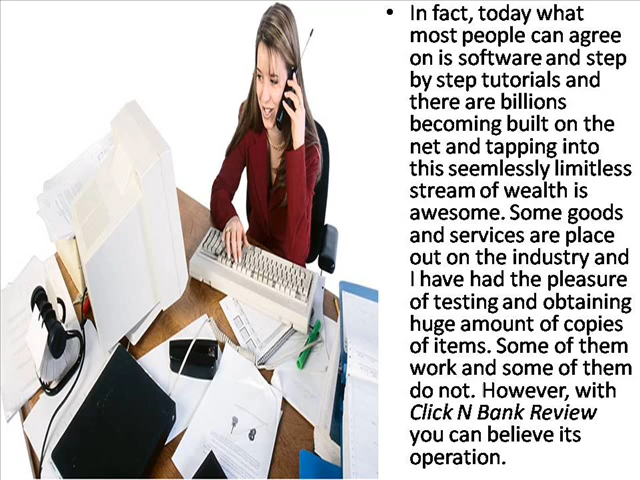 • In fact, today what
most people can agree
on is software and step
by step tutorials and
there are billions
becoming built on the
net and tapping into
this seemlessly limitless
stream of wealth is
awesome. Some goods
and services are place
out on the industry and
I have had the pleasure
of testing and obtaining
huge amount of copies
of items. Some of them
work and some of them
do not. However, with
Click N Bank Review
you can believe its
operation.